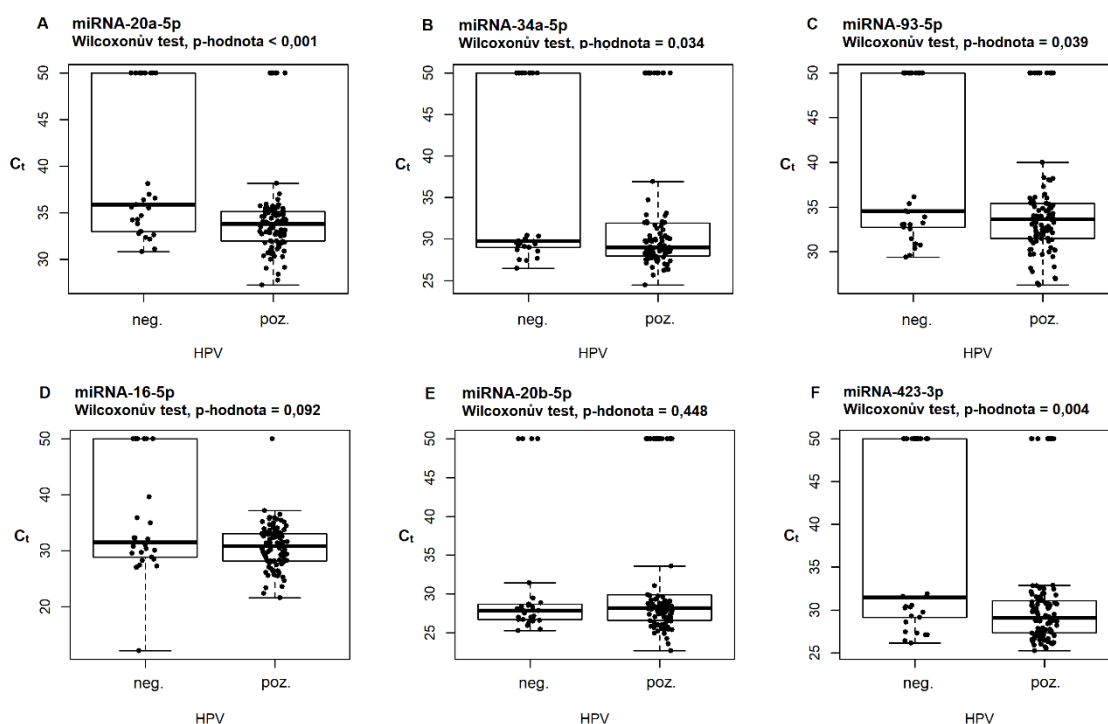 A miRNA-20a-5p
Wilcoxonův test, p-hodnota < 0,001
50
45
40
35
30
Ct
neg. poz.
HPV
B miRNA-34a-5p
Wilcoxonův test, p-hodnota = 0,034
50
45
40
35
30
25
Ct
neg. poz.
HPV
C miRNA-93-5p
Wilcoxonův test, p-hodnota = 0,039
50
45
40
35
30
Ct
neg. poz.
HPV
D miRNA-16-5p
Wilcoxonův test, p-hodnota = 0,092
50
40
30
20
Ct
neg. poz.
HPV
E miRNA-20b-5p
Wilcoxonův test, p-hdonota = 0,448
50
45
40
35
30
25
Ct
neg. poz.
HPV
F miRNA-423-3p
Wilcoxonův test, p-hodnota = 0,004
50
45
40
35
30
25
Ct
neg. poz.
HPV